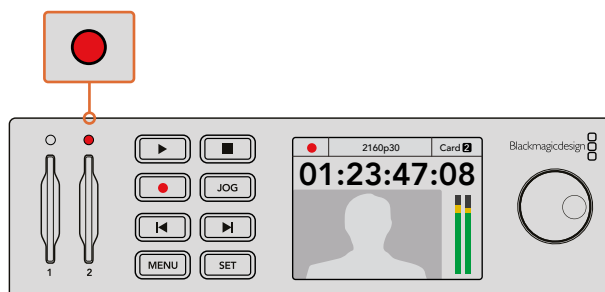 2160p30 Card 2
Blackmagicdesign
01:23:47:08
JOG
1 2
MENU SET